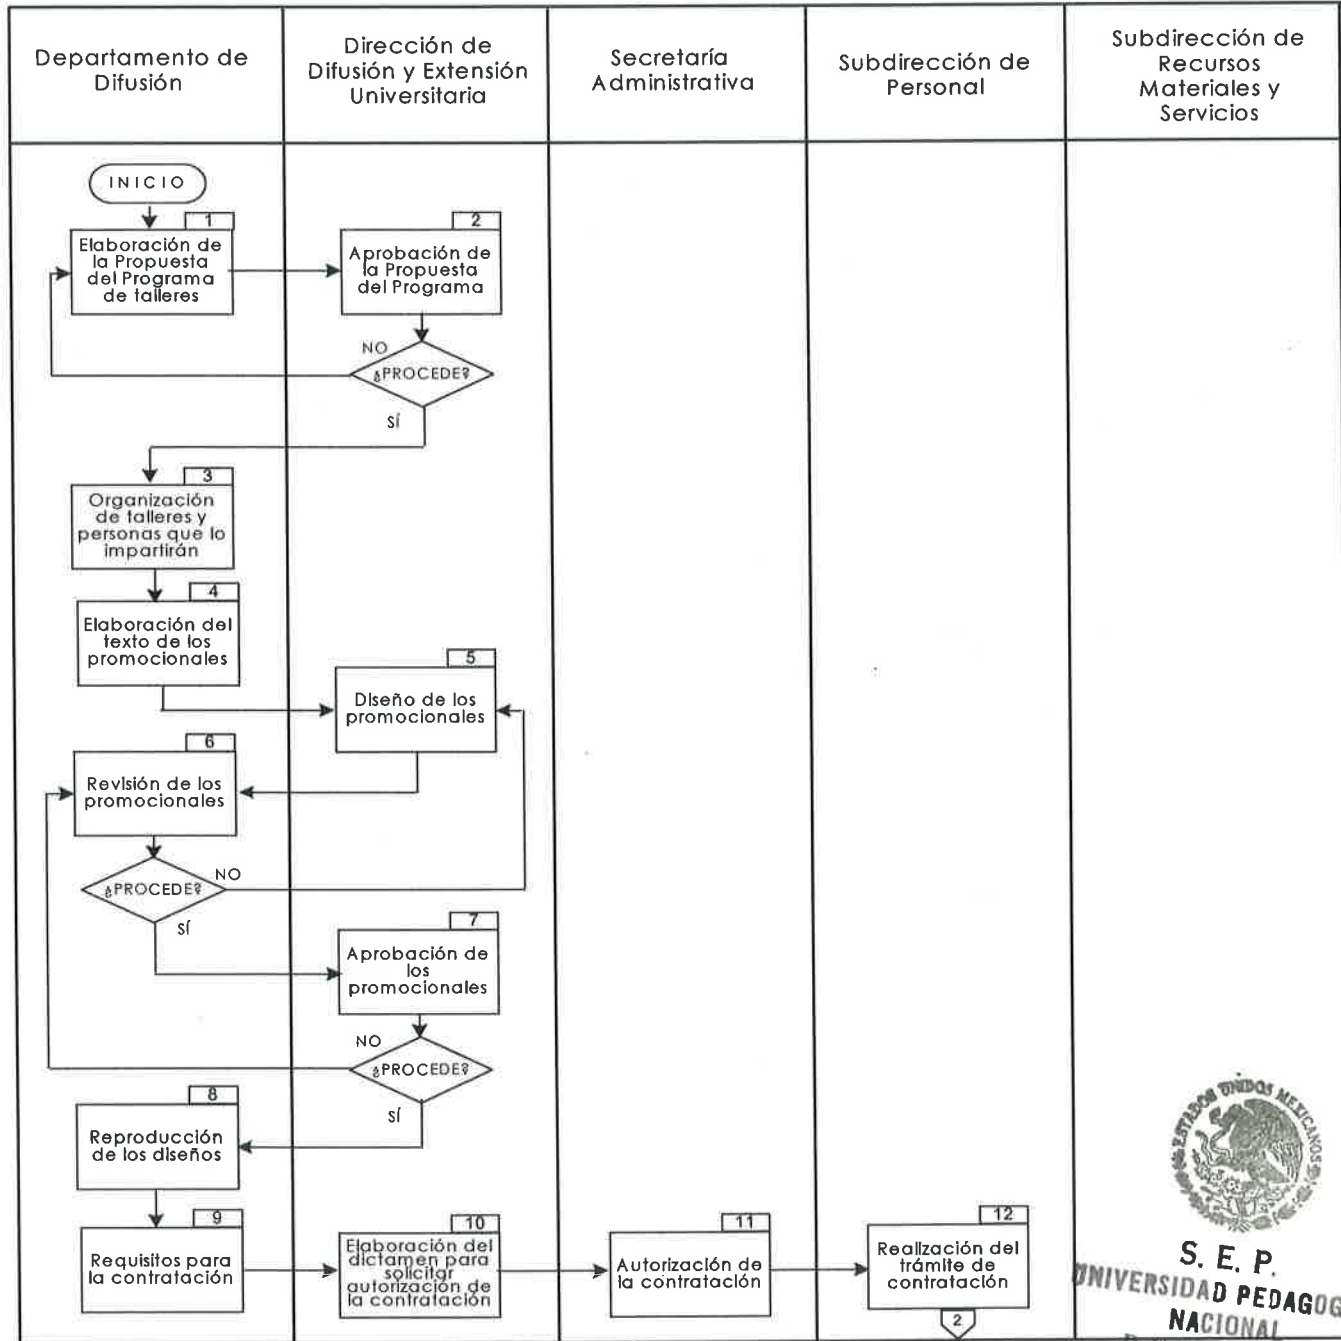 Departamento de
Difusión
Dirección de
Difusión y Extensión
Universitaria
Secretaría
Administrativa
Subdirección de
Personal
Subdirección de
Recursos
Materiales y
Servicios
INICIO
1
Elaboración de
la Propuesta
del Programa
de talleres
2
Aprobación de
la Propuesta
del Programa
NO
¿PROCEDE?
SÍ
3
Organización
de talleres y
personas que lo
impartirán
4
Elaboración del
texto de los
promocionales
5
Diseño de los
promocionales
6
Revisión de los
promocionales
¿PROCEDE?
NO
SÍ
7
Aprobación de
los
promocionales
NO
¿PROCEDE?
SÍ
8
Reproducción
de los diseños
9
Requisitos para
la contratación
10
Elaboración del
dictamen para
solicitar
autorización de
la contratación
11
Autorización de
la contratación
12
Realización del
trámite de
contratación
2
ESTADOS UNIDOS MEXICANOS
S. E. P.
UNIVERSIDAD PEDAGOG
NACIONAL